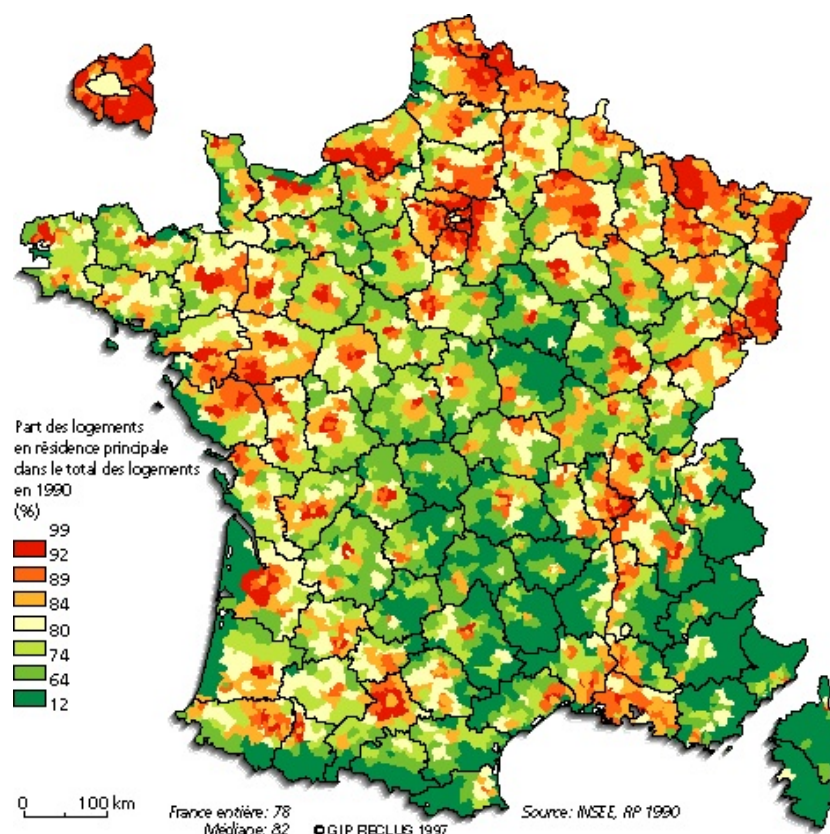 Part des logements
en résidence principale
dans le total des logements
en 1990
(%)
99
92
89
84
80
74
64
12
0 100 km
France entière: 78
Médiane: 82
© GIP RECLUS 1997
Source: INSEE, RP 1990